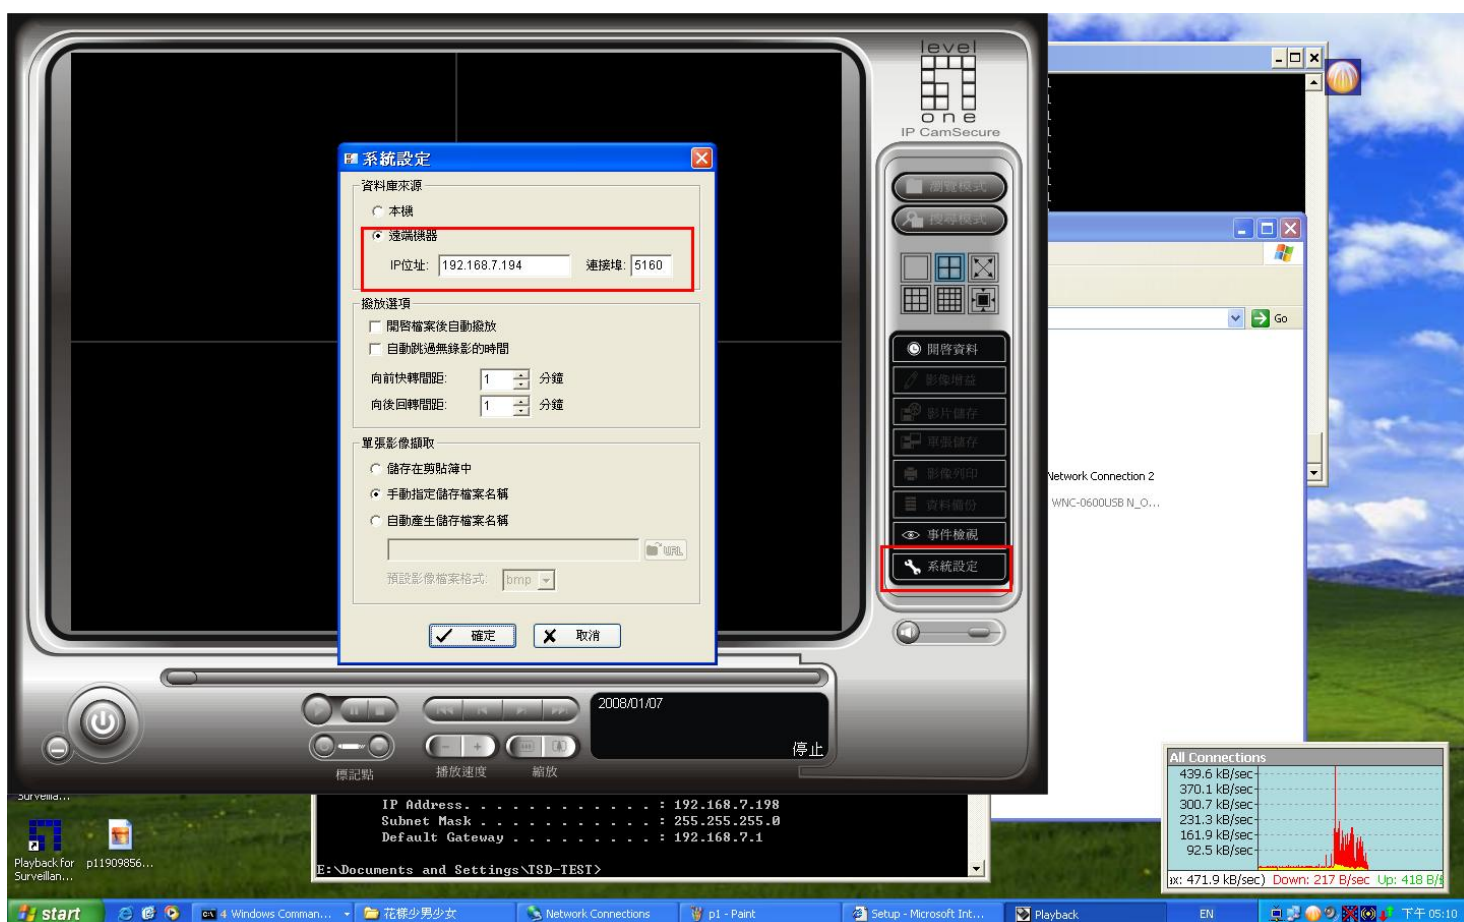 level
one
IP CamSecure
系統設定
資料庫來源
本機
遠端機器
IP位址: 192.168.7.194 連接埠: 5160
撥放選項
開啓檔案後自動撥放
自動跳過無錄影的時間
向前快轉間距: 1 分鐘
向後回轉間距: 1 分鐘
單張影像擷取
儲存在剪貼簿中
手動指定儲存檔案名稱
自動產生儲存檔案名稱
URL
預設影像檔案格式: bmp
確定 取消
瀏覽模式
搜尋模式
開啓資料
影像增益
影片儲存
單張儲存
影像列印
資料備份
事件檢視
系統設定
Go
Network Connection 2
WNC-0600USB N_O...
2008/01/07
停止
標記點 播放速度 縮放
Surveilla...
Playback for
Surveillan...
p11909856...
IP Address. . . . . . . . . . . . : 192.168.7.198
Subnet Mask . . . . . . . . . . . : 255.255.255.0
Default Gateway . . . . . . . . . : 192.168.7.1
E:\Documents and Settings\TSD-TEST>
All Connections
439.6 kB/sec
370.1 kB/sec
300.7 kB/sec
231.3 kB/sec
161.9 kB/sec
92.5 kB/sec
ax: 471.9 kB/sec) Down: 217 B/sec Up: 418 B/s
start
4 Windows Comman...
花樣少男少女
Network Connections
p1 - Paint
Setup - Microsoft Int...
Playback
EN
下午 05:10